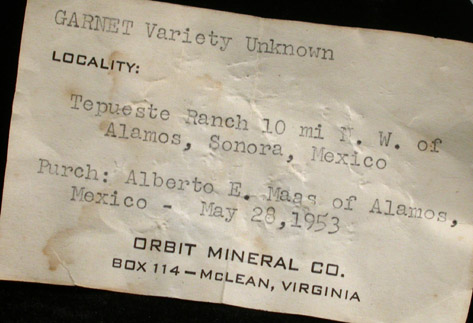 GARNET Variety Unknown
LOCALITY:
Tepueste Ranch 10 mi N. W. of
Alamos, Sonora, Mexico
Purch: Alberto E. Maas of Alamos,
Mexico - May 28,1953
ORBIT MINERAL CO.
BOX 114 - McLEAN, VIRGINIA